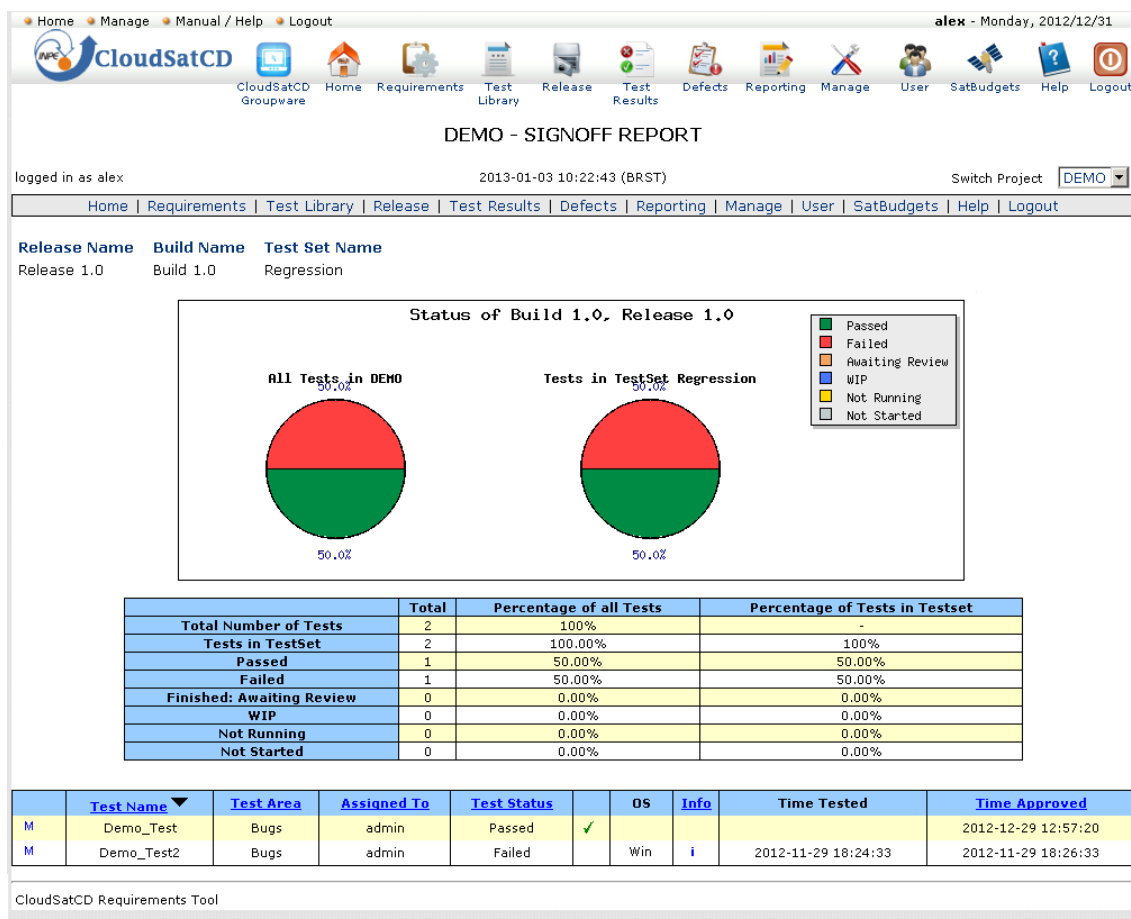 Home Manage Manual / Help Logout alex - Monday, 2012/12/31
INPE CloudSatCD
CloudSatCD Groupware Home Requirements Test Library Release Test Results Defects Reporting Manage User SatBudgets Help Logout
DEMO - SIGNOFF REPORT
logged in as alex 2013-01-03 10:22:43 (BRST) Switch Project DEMO
Home | Requirements | Test Library | Release | Test Results | Defects | Reporting | Manage | User | SatBudgets | Help | Logout
Release Name Build Name Test Set Name
Release 1.0 Build 1.0 Regression
Status of Build 1.0, Release 1.0
Passed
Failed
Awaiting Review
WIP
Not Running
Not Started
All Tests in DEMO
50.0%
50.0%
Tests in TestSet Regression
50.0%
50.0%
Total Percentage of all Tests Percentage of Tests in Testset
Total Number of Tests 2 100% -
Tests in TestSet 2 100.00% 100%
Passed 1 50.00% 50.00%
Failed 1 50.00% 50.00%
Finished: Awaiting Review 0 0.00% 0.00%
WIP 0 0.00% 0.00%
Not Running 0 0.00% 0.00%
Not Started 0 0.00% 0.00%
Test Name Test Area Assigned To Test Status OS Info Time Tested Time Approved
M Demo_Test Bugs admin Passed ✓ 2012-12-29 12:57:20
M Demo_Test2 Bugs admin Failed Win i 2012-11-29 18:24:33 2012-11-29 18:26:33
CloudSatCD Requirements Tool